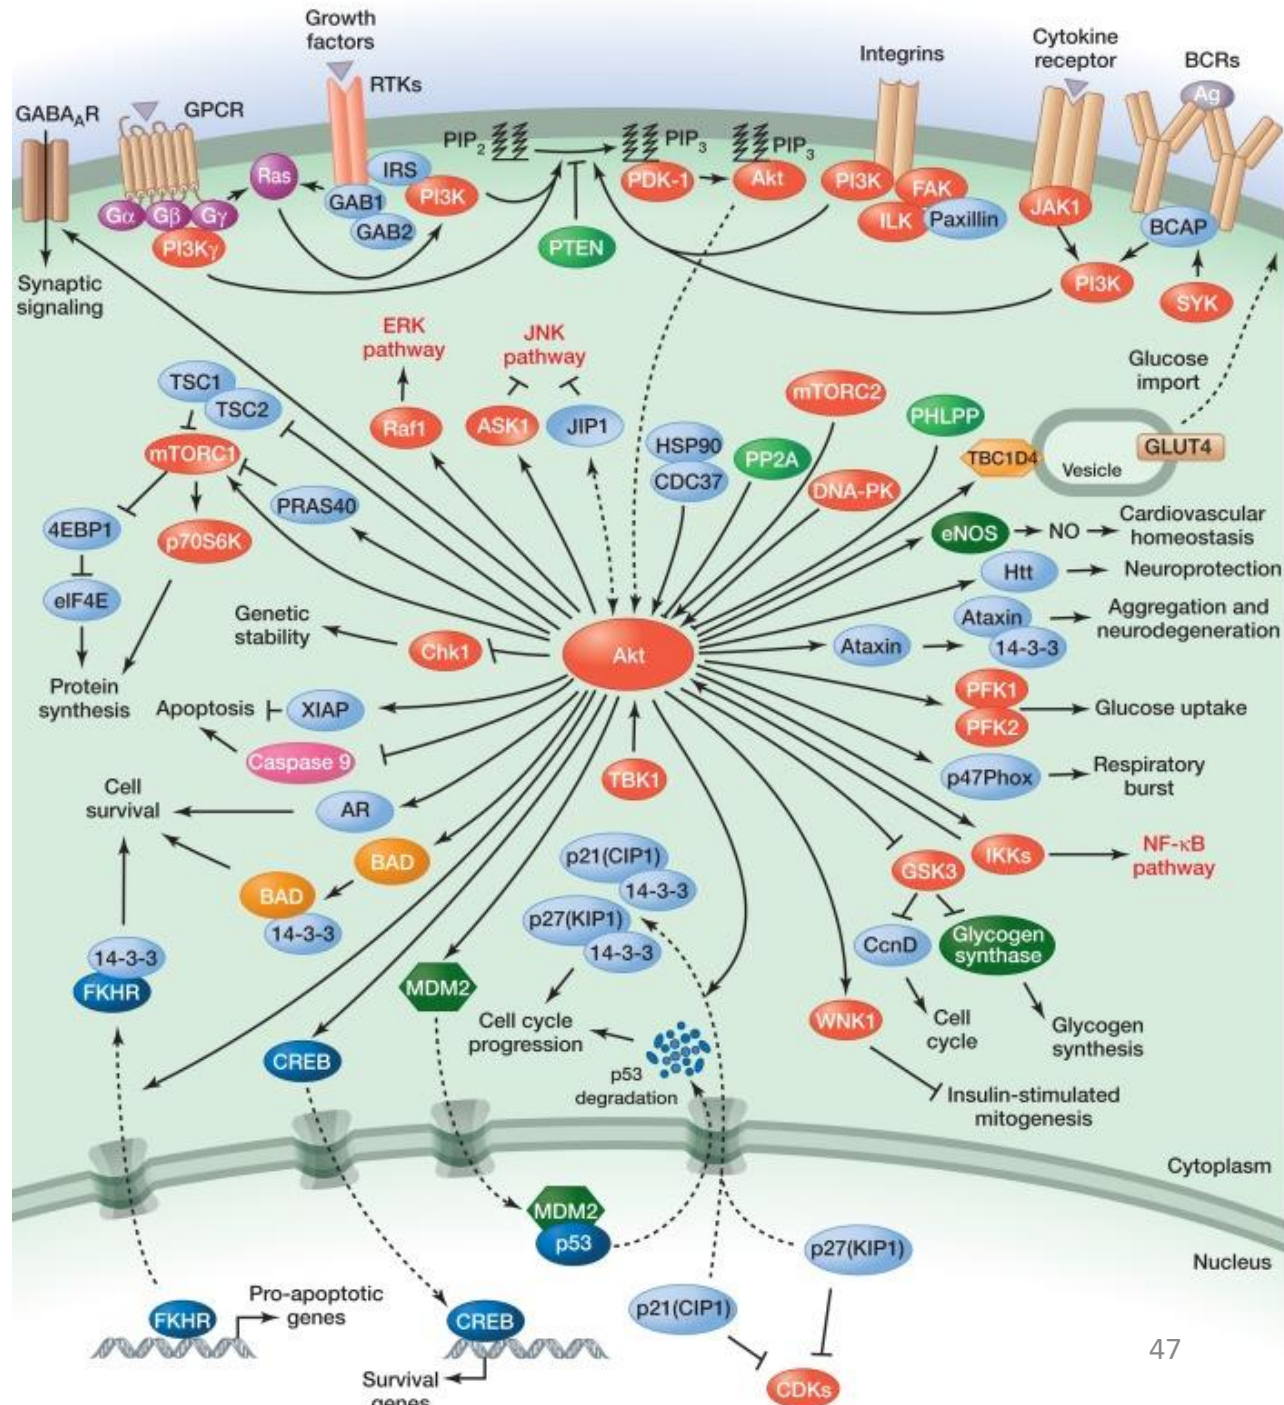 Growth
factors
RTKs
GABA_AR
GPCR
Integrins
Cytokine
receptor
BCRs
Ag
PIP2
PIP3
PIP3
Ras
IRS
PI3K
GAB1
GAB2
Gα
Gβ
Gγ
PI3Kγ
PDK-1
Akt
PI3K
FAK
ILK
Paxillin
JAK1
BCAP
PI3K
SYK
PTEN
Synaptic
signaling
ERK
pathway
JNK
pathway
Glucose
import
TSC1
TSC2
mTORC1
Raf1
ASK1
JIP1
HSP90
CDC37
PP2A
mTORC2
DNA-PK
PHLPP
TBC1D4
Vesicle
GLUT4
4EBP1
p70S6K
PRAS40
eIF4E
eNOS
NO
Cardiovascular
homeostasis
Htt
Neuroprotection
Ataxin
Ataxin
14-3-3
Aggregation and
neurodegeneration
Genetic
stability
Chk1
Akt
Protein
synthesis
Apoptosis
XIAP
Caspase 9
PFK1
PFK2
Glucose uptake
p47Phox
Respiratory
burst
TBK1
Cell
survival
AR
BAD
BAD
14-3-3
p21(CIP1)
14-3-3
p27(KIP1)
14-3-3
GSK3
IKKs
NF-κB
pathway
CcnD
Glycogen
synthase
14-3-3
FKHR
MDM2
Cell cycle
progression
p53
degradation
WNK1
Cell
cycle
Glycogen
synthesis
CREB
Insulin-stimulated
mitogenesis
Cytoplasm
Nucleus
MDM2
p53
p27(KIP1)
p21(CIP1)
CDKs
FKHR
Pro-apoptotic
genes
CREB
Survival
genes
47